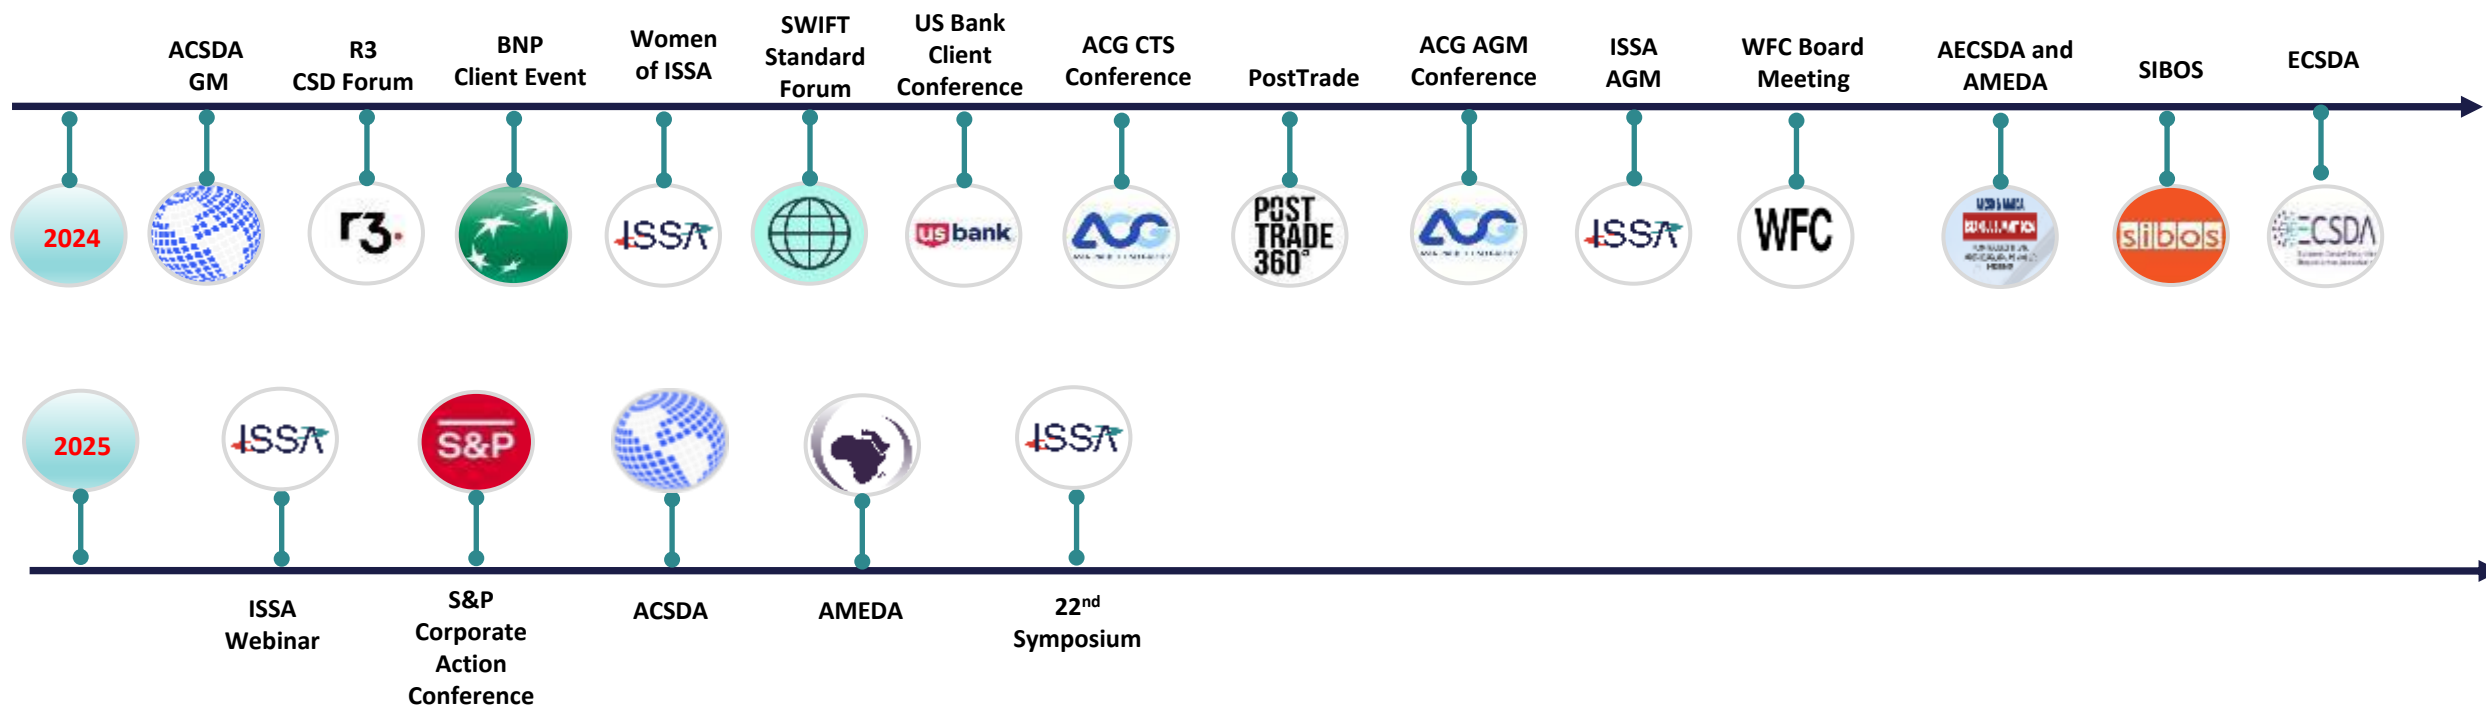 ACSDA
GM
R3
CSD Forum
BNP
Client Event
Women
of ISSA
SWIFT
Standard
Forum
US Bank
Client
Conference
ACG CTS
Conference
PostTrade
ACG AGM
Conference
ISSA
AGM
WFC Board
Meeting
AECSDA and
AMEDA
SIBOS
ECSDA
2024
r3.
ISSA
us bank
ACG
POST
TRADE
360°
ACG
ISSA
WFC
sibos
ECSDA
2025
ISSA
S&P
ISSA
ISSA
Webinar
S&P
Corporate
Action
Conference
ACSDA
AMEDA
22nd
Symposium